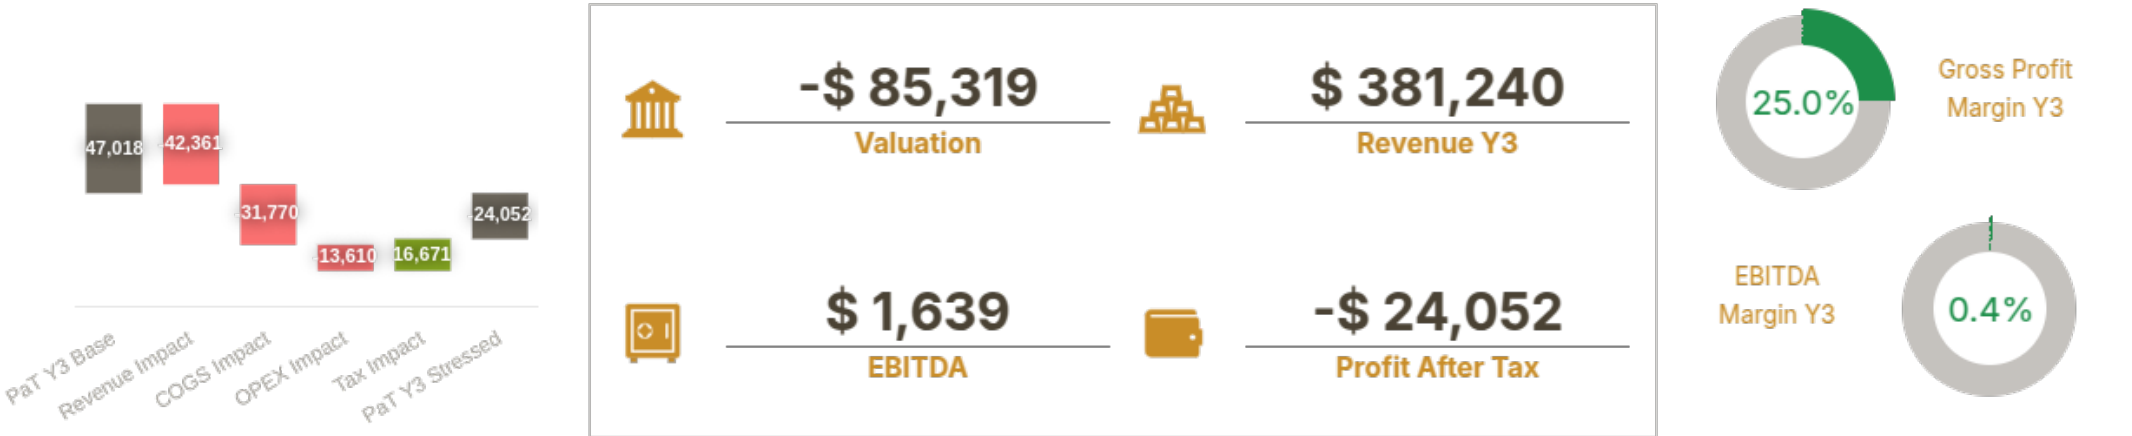 47,018
-42,361
-31,770
-13,610
16,671
-24,052
PaT Y3 Base
Revenue Impact
COGS Impact
OPEX Impact
Tax Impact
PaT Y3 Stressed
-$ 85,319
Valuation
$ 381,240
Revenue Y3
$ 1,639
EBITDA
-$ 24,052
Profit After Tax
25.0%
Gross Profit
Margin Y3
EBITDA
Margin Y3
0.4%